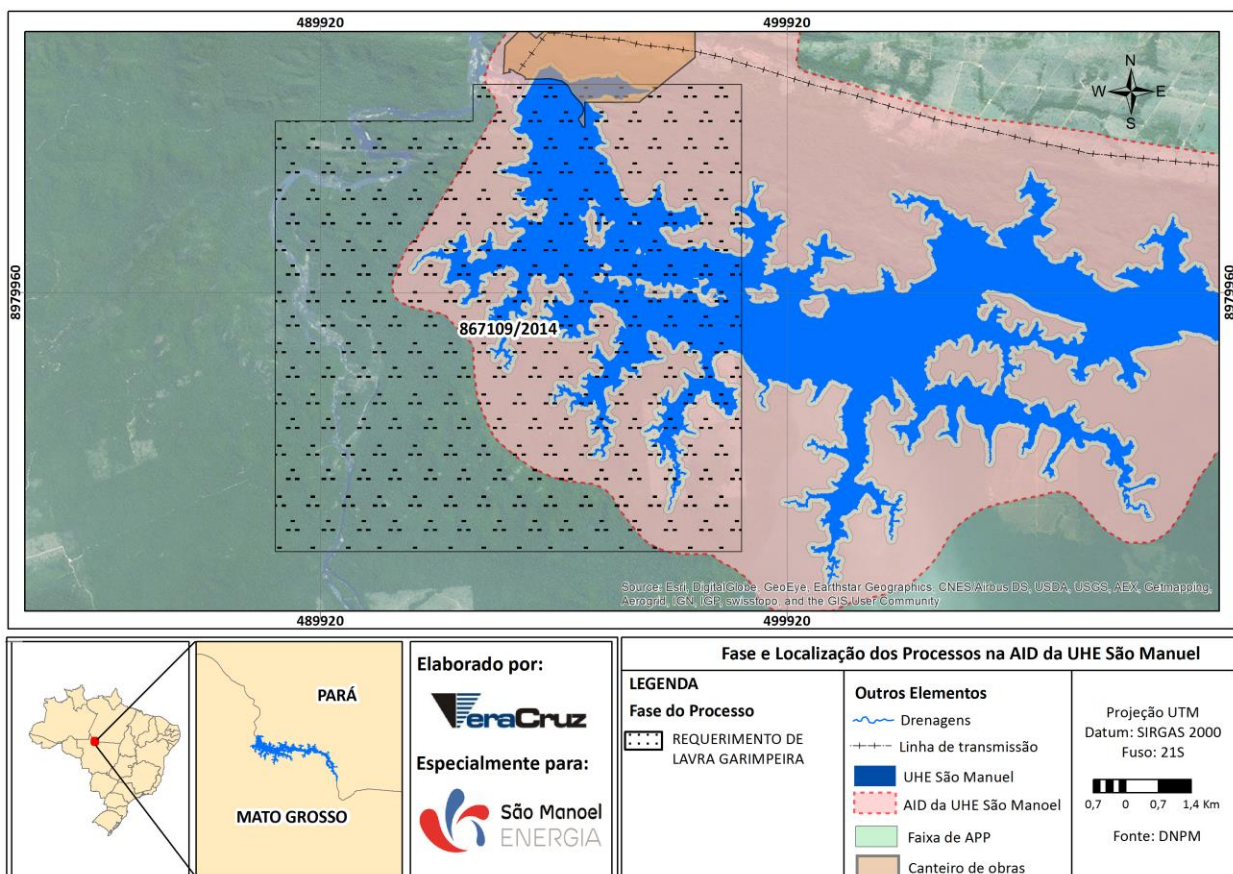 489920
499920
N
W E
S
8979960
8979960
867109/2014
Source: Esri, DigitalGlobe, GeoEye, Earthstar Geographics, CNES/Airbus DS, USDA, USGS, AEX, Getmapping,
Aerogrid, IGN, IGP, swisstopo, and the GIS User Community
489920
499920
PARÁ
MATO GROSSO
Elaborado por:
VeraCruz
Especialmente para:
São Manoel
ENERGIA
Fase e Localização dos Processos na AID da UHE São Manuel
LEGENDA
Fase do Processo
REQUERIMENTO DE
LAVRA GARIMPEIRA
Outros Elementos
Drenagens
Linha de transmissão
UHE São Manuel
AID da UHE São Manoel
Faixa de APP
Canteiro de obras
Projeção UTM
Datum: SIRGAS 2000
Fuso: 21S
0,7 0 0,7 1,4 Km
Fonte: DNPM